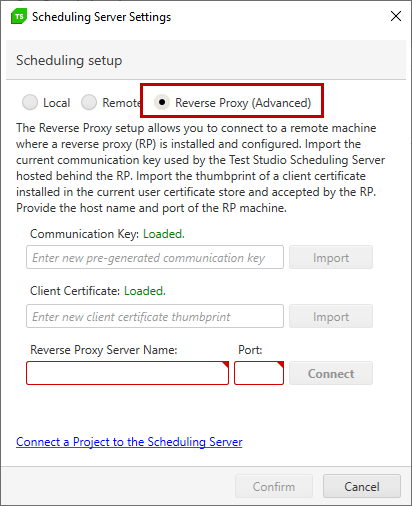 TS Scheduling Server Settings
Scheduling setup
Local Remote Reverse Proxy (Advanced)
The Reverse Proxy setup allows you to connect to a remote machine
where a reverse proxy (RP) is installed and configured. Import the
current communication key used by the Test Studio Scheduling Server
hosted behind the RP. Import the thumbprint of a client certificate
installed in the current user certificate store and accepted by the RP.
Provide the host name and port of the RP machine.
Communication Key: Loaded.
Enter new pre-generated communication key Import
Client Certificate: Loaded.
Enter new client certificate thumbprint Import
Reverse Proxy Server Name: Port:
Connect
Connect a Project to the Scheduling Server
Confirm Cancel